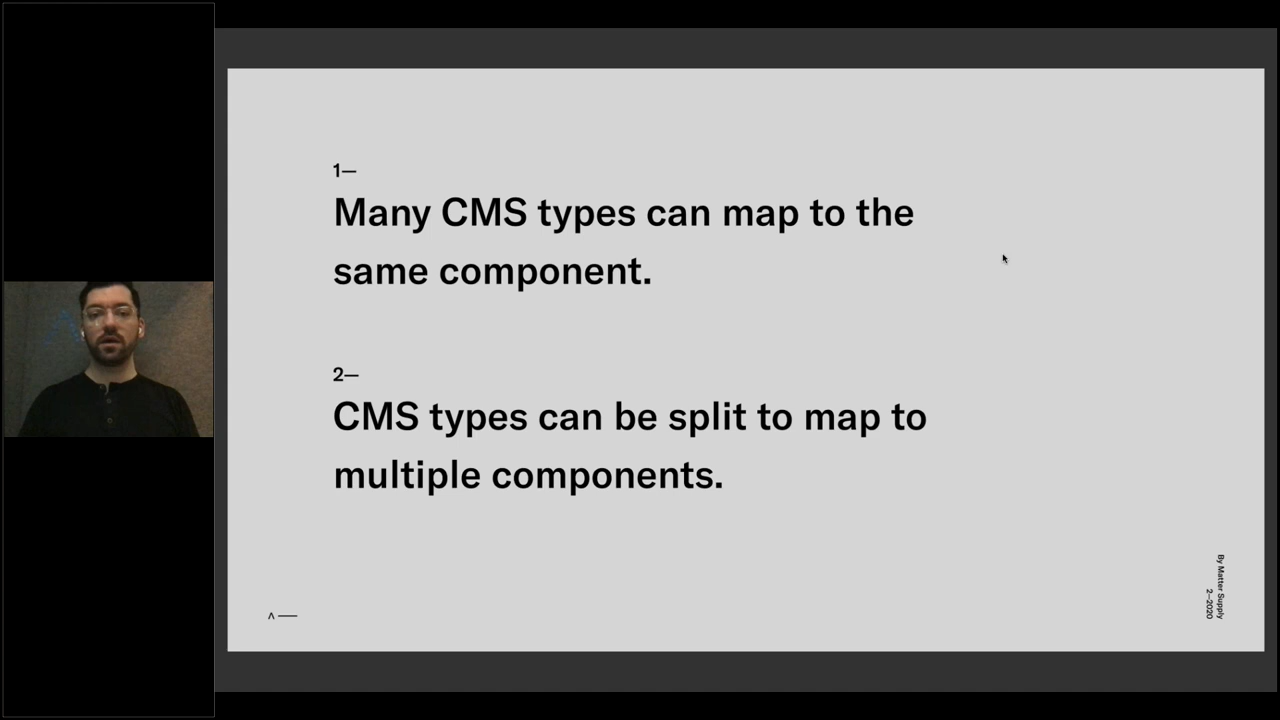 1—
Many CMS types can map to the
same component.
2—
CMS types can be split to map to
multiple components.
By Matter Supply
2–2020